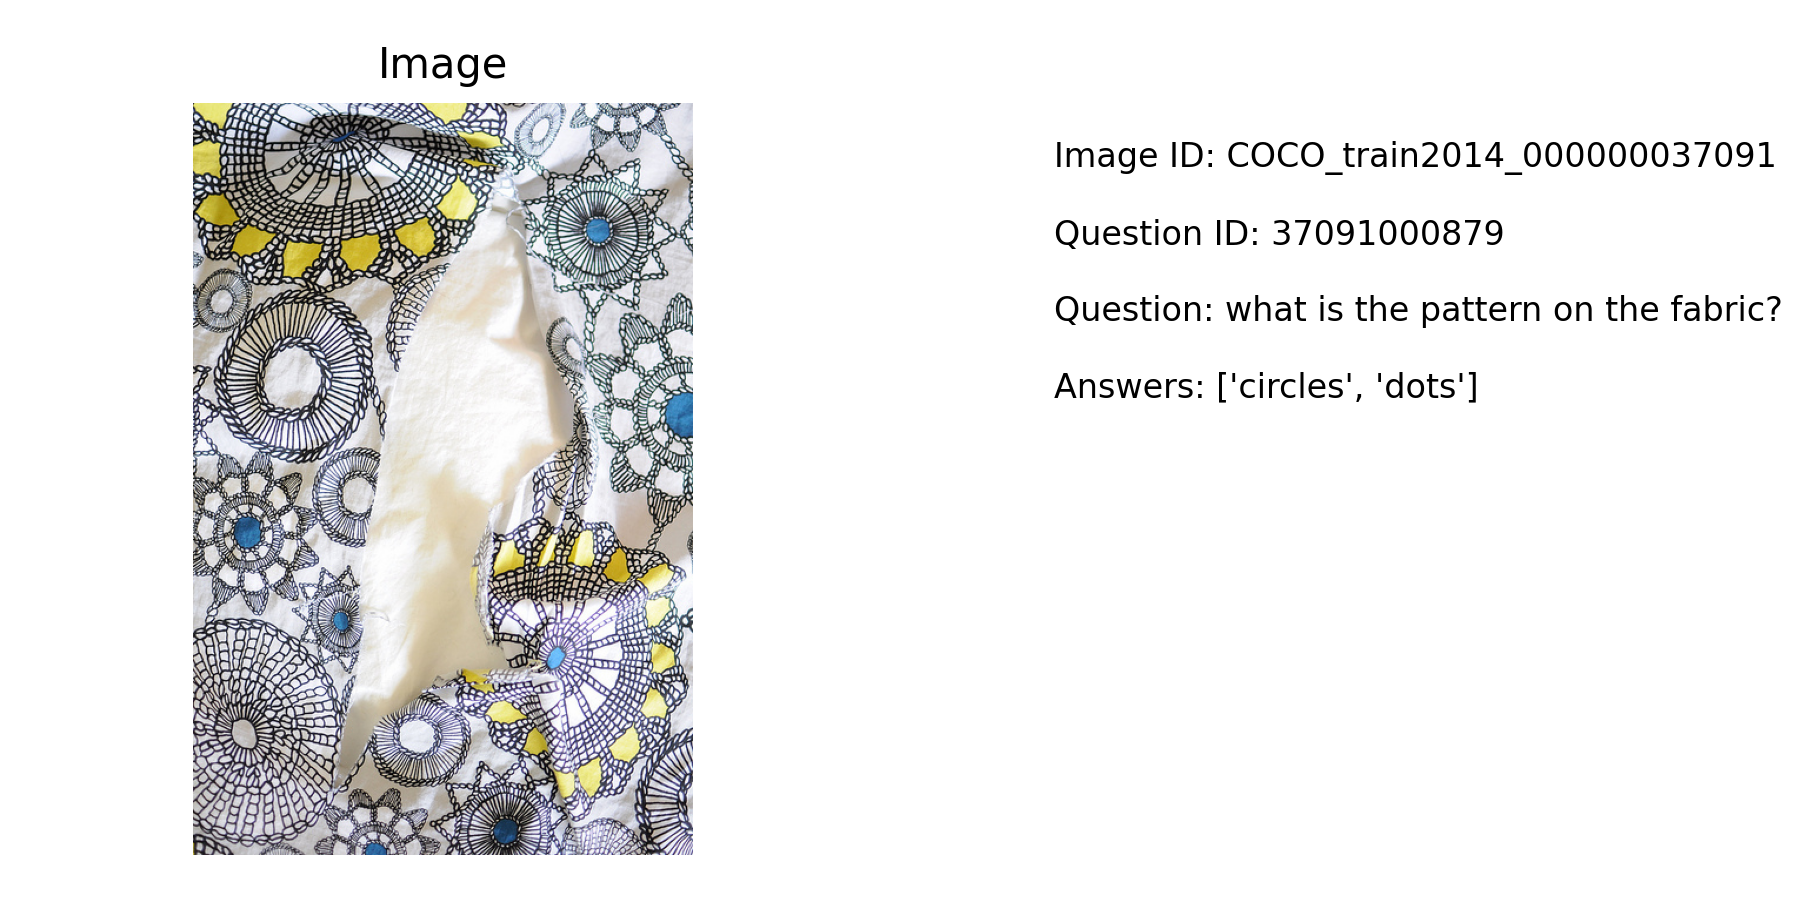 Image
Image ID: COCO_train2014_000000037091
Question ID: 37091000879
Question: what is the pattern on the fabric?
Answers: ['circles', 'dots']